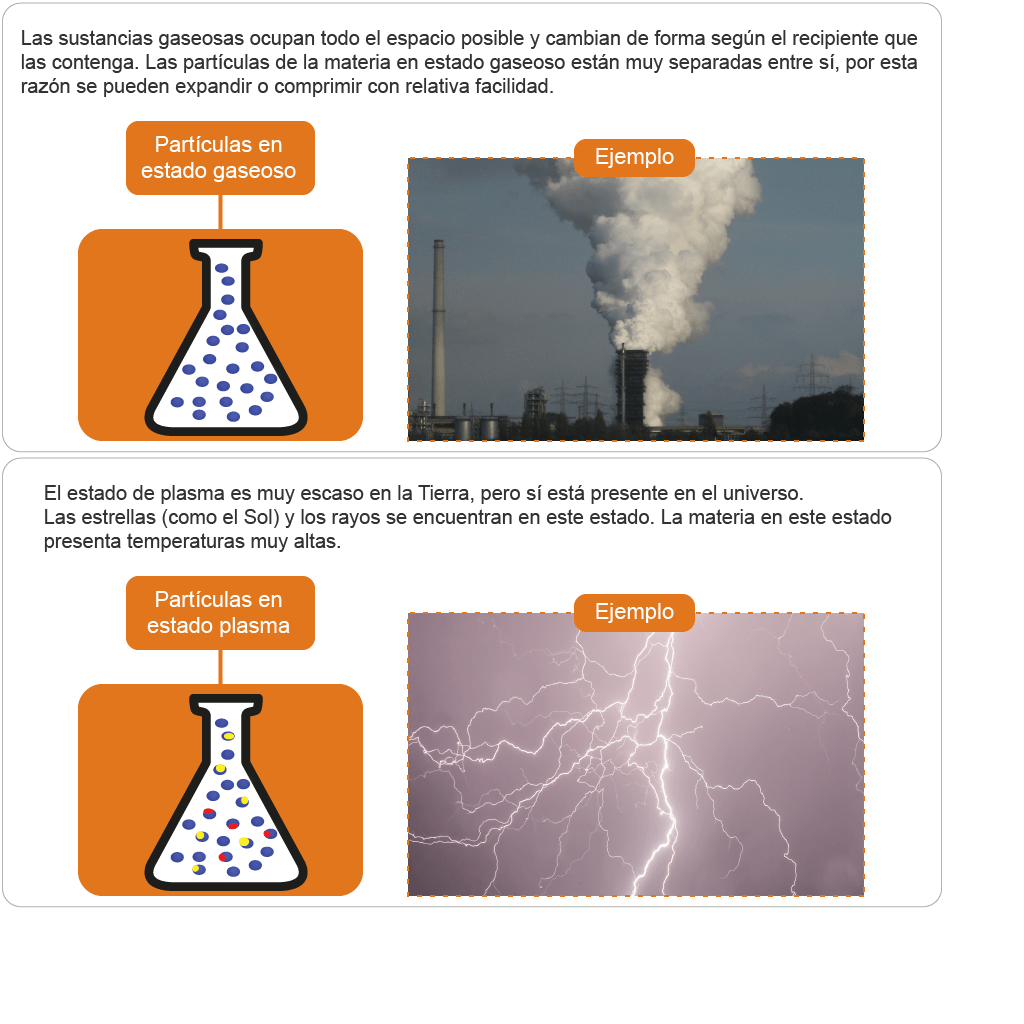 Las sustancias gaseosas ocupan todo el espacio posible y cambian de forma según el recipiente que
las contenga. Las partículas de la materia en estado gaseoso están muy separadas entre sí, por esta
razón se pueden expandir o comprimir con relativa facilidad.
Partículas en
estado gaseoso
Ejemplo
El estado de plasma es muy escaso en la Tierra, pero sí está presente en el universo.
Las estrellas (como el Sol) y los rayos se encuentran en este estado. La materia en este estado
presenta temperaturas muy altas.
Partículas en
estado plasma
Ejemplo